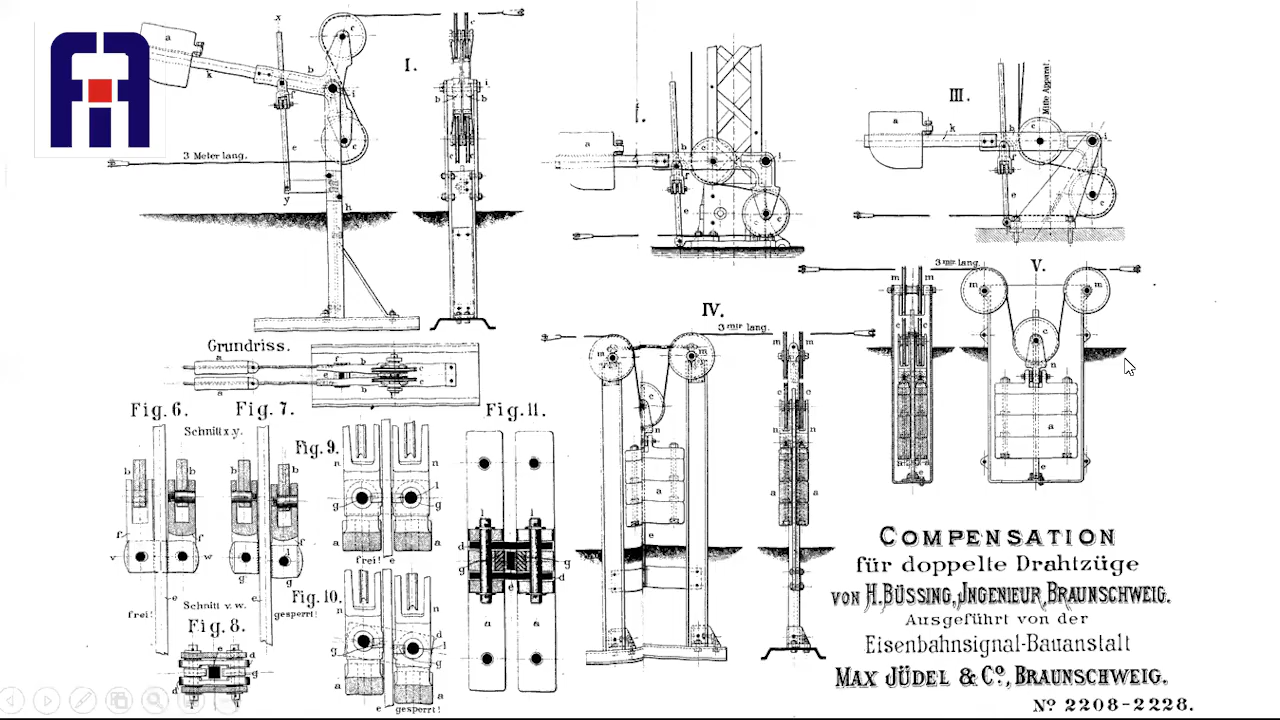 I.
3 Meter lang.
Grundriss.
III.
Mitte Apparat.
IV.
3 mtr lang.
V.
3 mtr lang.
Fig. 6.
Fig. 7.
Schnitt x.y.
Fig. 9.
Fig. 11.
frei!
frei! e
Schnitt v.w.
gesperrt!
Fig. 8.
Fig. 10.
e gesperrt!
COMPENSATION
für doppelte Drahtzüge
VON H. BÜSSING, JNGENIEUR, BRAUNSCHWEIG.
Ausgeführt von der
Eisenbahnsignal-Bauanstalt
MAX JÜDEL & Co., BRAUNSCHWEIG.
No 2208-2228.